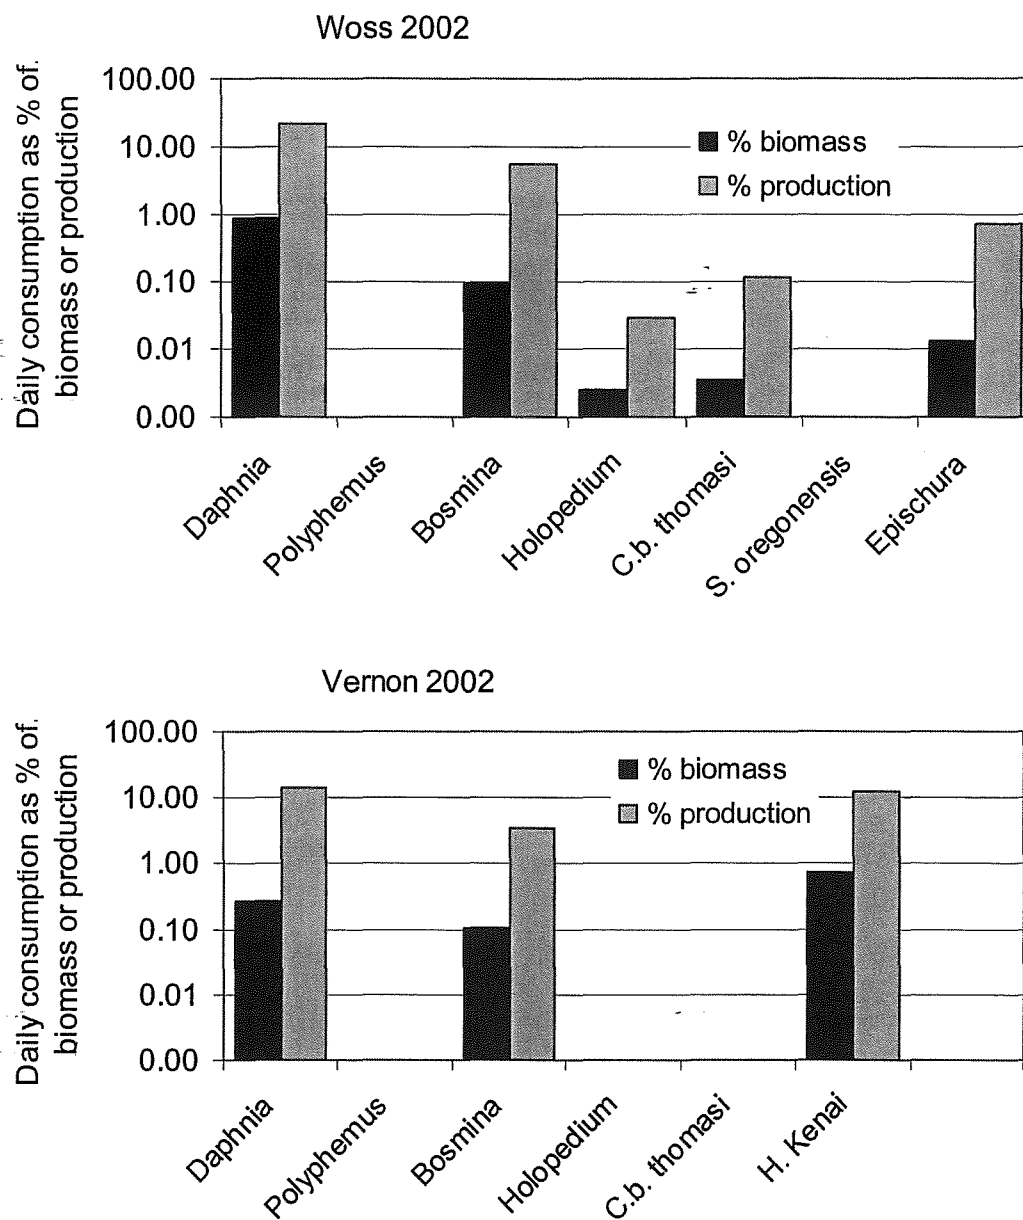 Woss 2002
Daily consumption as % of.
biomass or production
100.00
10.00
1.00
0.10
0.01
0.00
% biomass
% production
Daphnia
Polyphemus
Bosmina
Holopedium
C.b. thomasi
S. oregonensis
Epischura
Vernon 2002
Daily consumption as % of.
biomass or production
100.00
10.00
1.00
0.10
0.01
0.00
% biomass
% production
Daphnia
Polyphemus
Bosmina
Holopedium
C.b. thomasi
H. Kenai